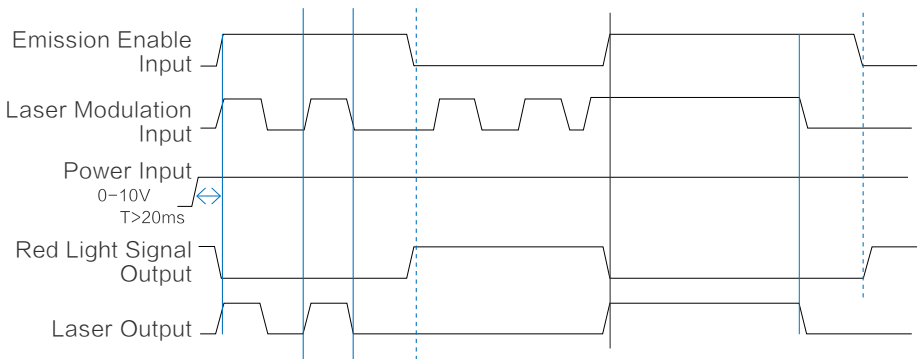 Emission Enable
Input
Laser Modulation
Input
Power Input
0-10V
T>20ms
Red Light Signal
Output
Laser Output